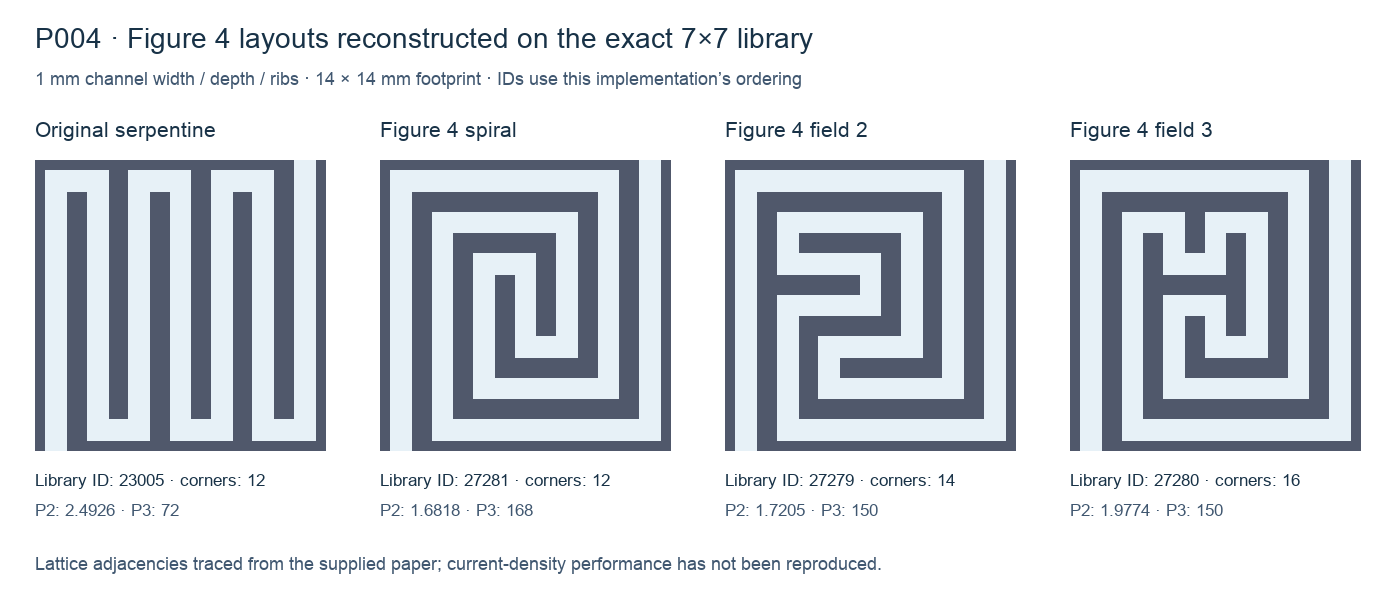 P004 · Figure 4 layouts reconstructed on the exact 7×7 library
1 mm channel width / depth / ribs · 14 × 14 mm footprint · IDs use this implementation’s ordering
Original serpentine
Figure 4 spiral
Figure 4 field 2
Figure 4 field 3
Library ID: 23005 · corners: 12
P2: 2.4926 · P3: 72
Library ID: 27281 · corners: 12
P2: 1.6818 · P3: 168
Library ID: 27279 · corners: 14
P2: 1.7205 · P3: 150
Library ID: 27280 · corners: 16
P2: 1.9774 · P3: 150
Lattice adjacencies traced from the supplied paper; current-density performance has not been reproduced.